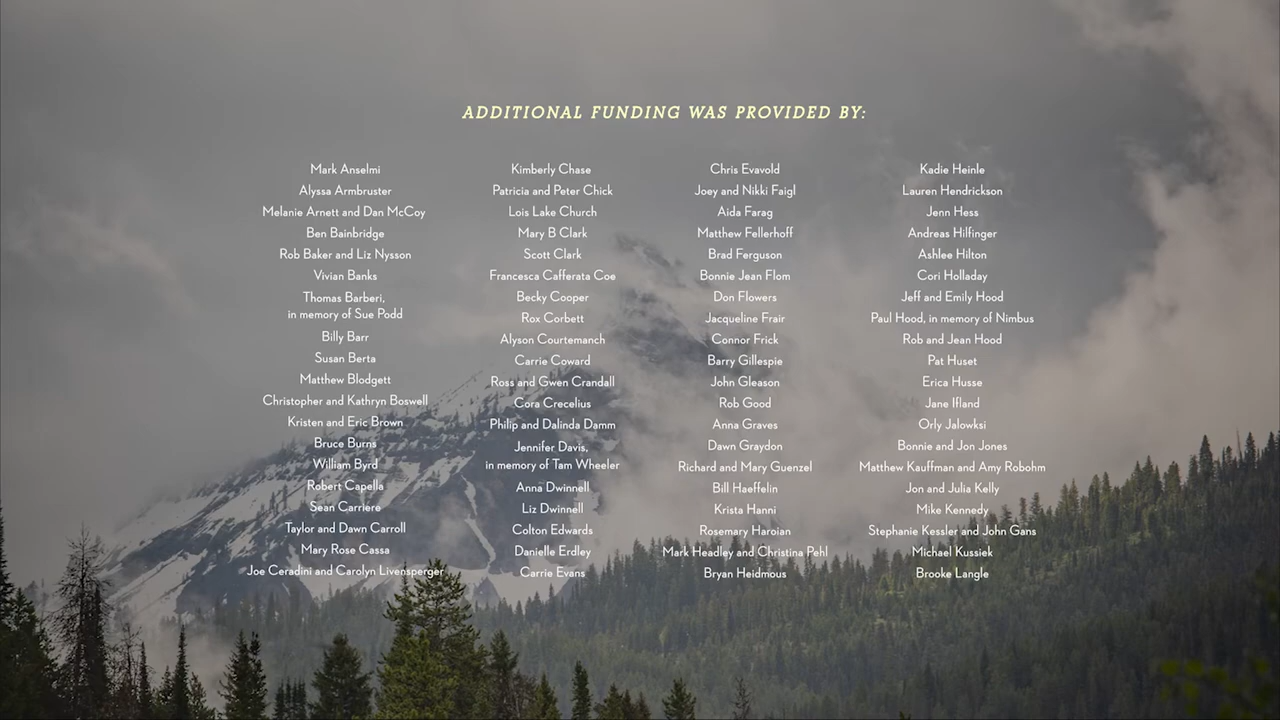 ADDITIONAL FUNDING WAS PROVIDED BY:
Mark Anselmi
Alyssa Armbruster
Melanie Arnett and Dan McCoy
Ben Bainbridge
Rob Baker and Liz Nysson
Vivian Banks
Thomas Barberi,
in memory of Sue Podd
Billy Barr
Susan Berta
Matthew Blodgett
Christopher and Kathryn Boswell
Kristen and Eric Brown
Bruce Burns
William Byrd
Robert Capella
Sean Carriere
Taylor and Dawn Carroll
Mary Rose Cassa
Joe Ceradini and Carolyn Livensperger
Kimberly Chase
Patricia and Peter Chick
Lois Lake Church
Mary B Clark
Scott Clark
Francesca Cafferata Coe
Becky Cooper
Rox Corbett
Alyson Courtemanch
Carrie Coward
Ross and Gwen Crandall
Cora Crecelius
Philip and Dalinda Damm
Jennifer Davis,
in memory of Tam Wheeler
Anna Dwinnell
Liz Dwinnell
Colton Edwards
Danielle Erdley
Carrie Evans
Chris Evavold
Joey and Nikki Faigl
Aida Farag
Matthew Fellerhoff
Brad Ferguson
Bonnie Jean Flom
Don Flowers
Jacqueline Frair
Connor Frick
Barry Gillespie
John Gleason
Rob Good
Anna Graves
Dawn Graydon
Richard and Mary Guenzel
Bill Haeffelin
Krista Hanni
Rosemary Haroian
Mark Headley and Christina Pehl
Bryan Heidmous
Kadie Heinle
Lauren Hendrickson
Jenn Hess
Andreas Hilfinger
Ashlee Hilton
Cori Holladay
Jeff and Emily Hood
Paul Hood, in memory of Nimbus
Rob and Jean Hood
Pat Huset
Erica Husse
Jane Ifland
Orly Jalowksi
Bonnie and Jon Jones
Matthew Kauffman and Amy Robohm
Jon and Julia Kelly
Mike Kennedy
Stephanie Kessler and John Gans
Michael Kussiek
Brooke Langle